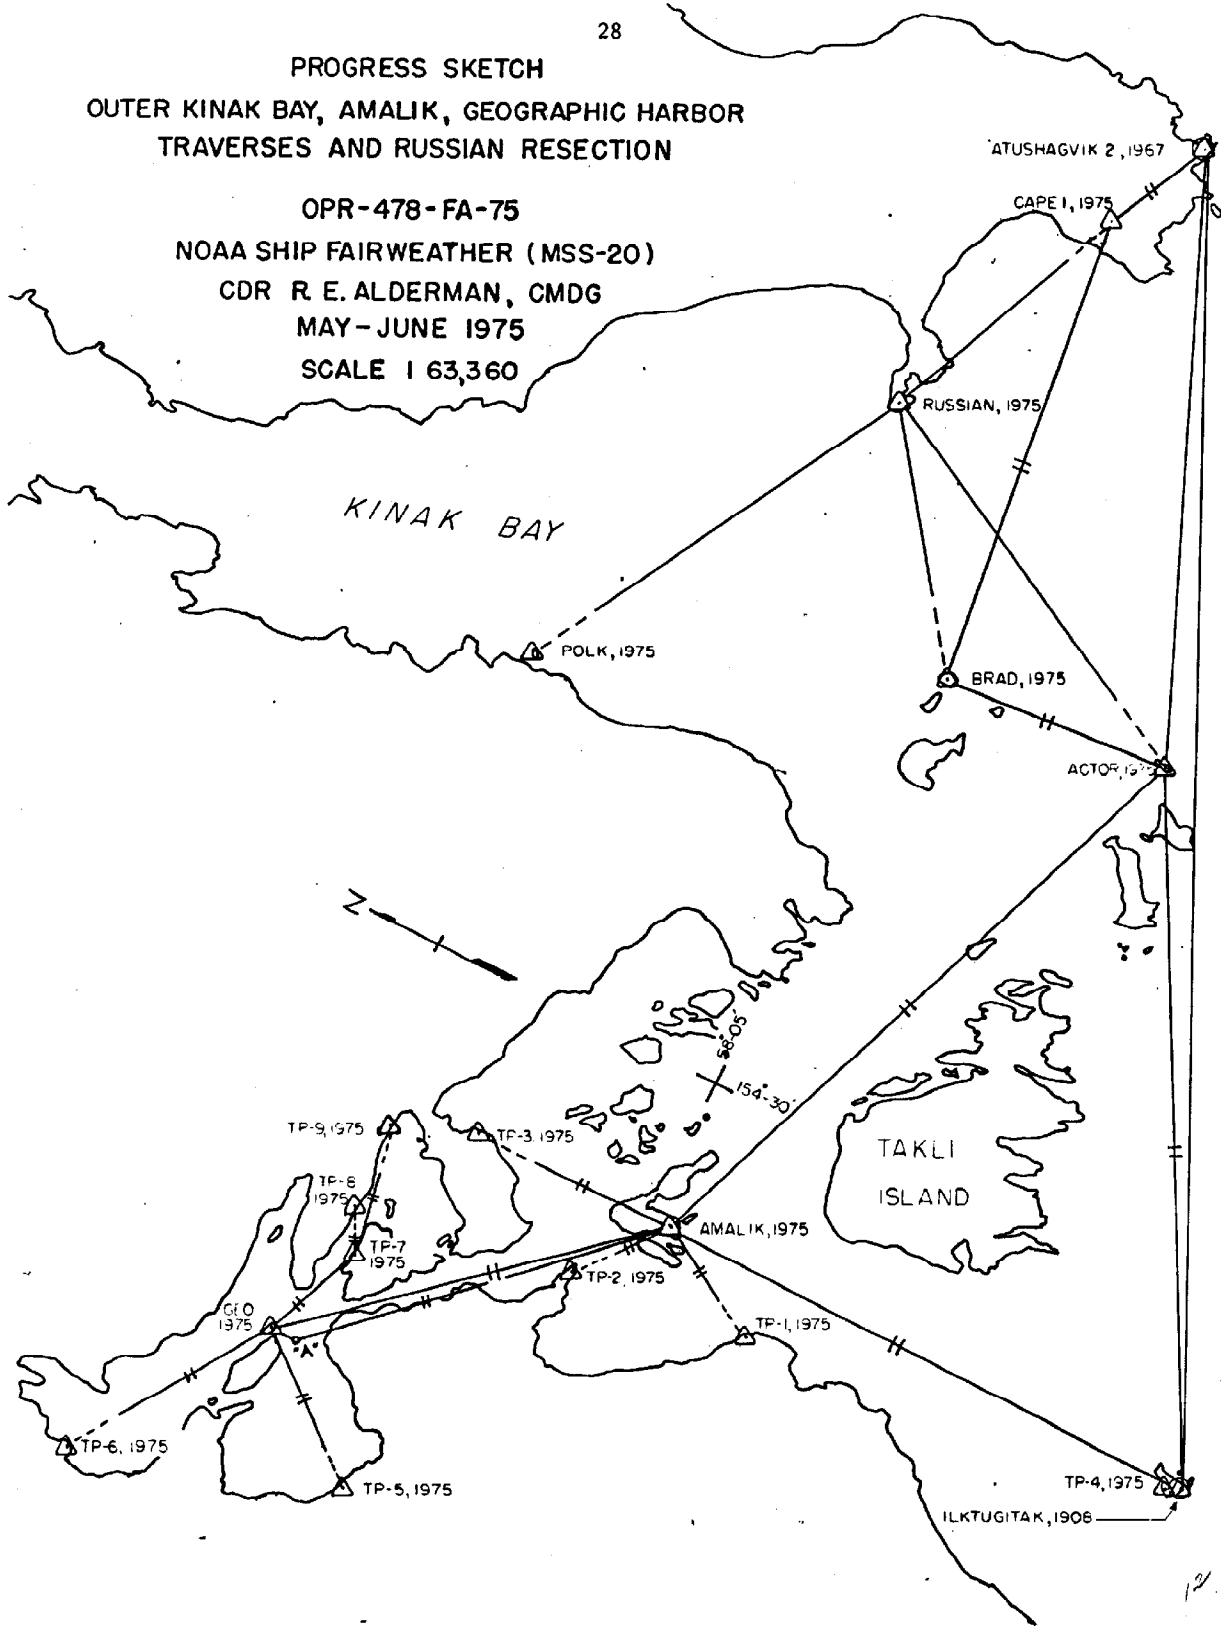 28
PROGRESS SKETCH
OUTER KINAK BAY, AMALIK, GEOGRAPHIC HARBOR
TRAVERSES AND RUSSIAN RESECTION
OPR-478-FA-75
NOAA SHIP FAIRWEATHER (MSS-20)
CDR R. E. ALDERMAN, CMDG
MAY-JUNE 1975
SCALE 1 63,360
ATUSHAGVIK 2, 1967
CAPE 1, 1975
RUSSIAN, 1975
KINAK BAY
POLK, 1975
BRAD, 1975
ACTOR, 1975
N
58°-05'
154°-30'
TP-9, 1975
TP-3, 1975
TAKLI
ISLAND
TP-8
1975
AMALIK, 1975
TP-7
1975
TP-2, 1975
GEO
1975
"A"
TP-1, 1975
TP-6, 1975
TP-5, 1975
TP-4, 1975
ILKTUGITAK, 1908